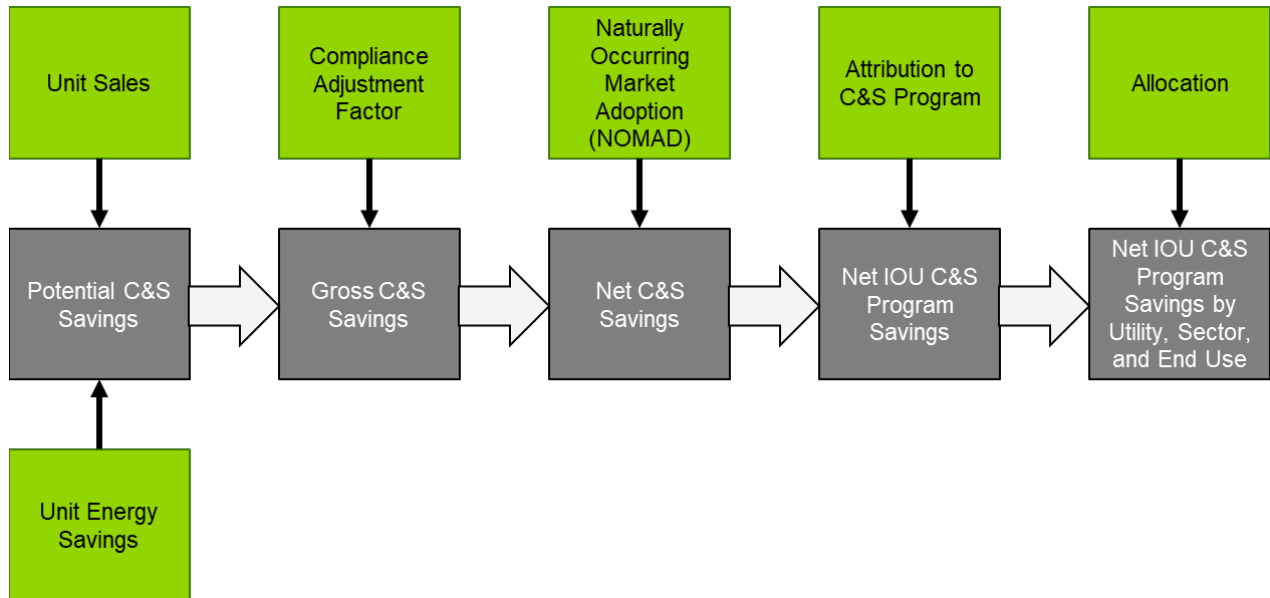 Unit Sales
Compliance
Adjustment
Factor
Naturally
Occurring
Market
Adoption
(NOMAD)
Attribution to
C&S Program
Allocation
Potential C&S
Savings
Gross C&S
Savings
Net C&S
Savings
Net IOU C&S
Program
Savings
Net IOU C&S
Program
Savings by
Utility, Sector,
and End Use
Unit Energy
Savings